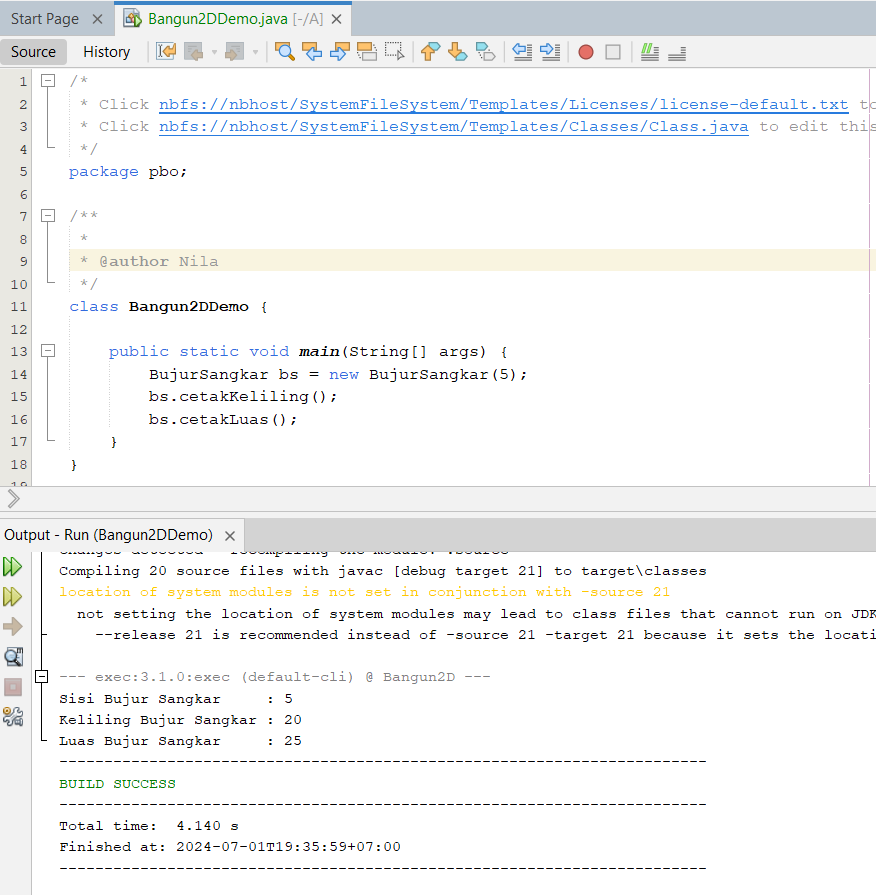 Start Page
Bangun2DDemo.java [-/A]
Source History
1 /*
2 * Click nbfs://nbhost/SystemFileSystem/Templates/Licenses/license-default.txt to
3 * Click nbfs://nbhost/SystemFileSystem/Templates/Classes/Class.java to edit this
4 */
5 package pbo;
6
7 /**
8 *
9 * @author Nila
10 */
11 class Bangun2DDemo {
12
13 public static void main(String[] args) {
14 BujurSangkar bs = new BujurSangkar(5);
15 bs.cetakKeliling();
16 bs.cetakLuas();
17 }
18 }
19
Output - Run (Bangun2DDemo)
Changes detected - recompiling the module! :source
Compiling 20 source files with javac [debug target 21] to target\classes
location of system modules is not set in conjunction with -source 21
not setting the location of system modules may lead to class files that cannot run on JDK
--release 21 is recommended instead of -source 21 -target 21 because it sets the locati
--- exec:3.1.0:exec (default-cli) @ Bangun2D ---
Sisi Bujur Sangkar : 5
Keliling Bujur Sangkar : 20
Luas Bujur Sangkar : 25
------------------------------------------------------------------------
BUILD SUCCESS
------------------------------------------------------------------------
Total time: 4.140 s
Finished at: 2024-07-01T19:35:59+07:00
------------------------------------------------------------------------